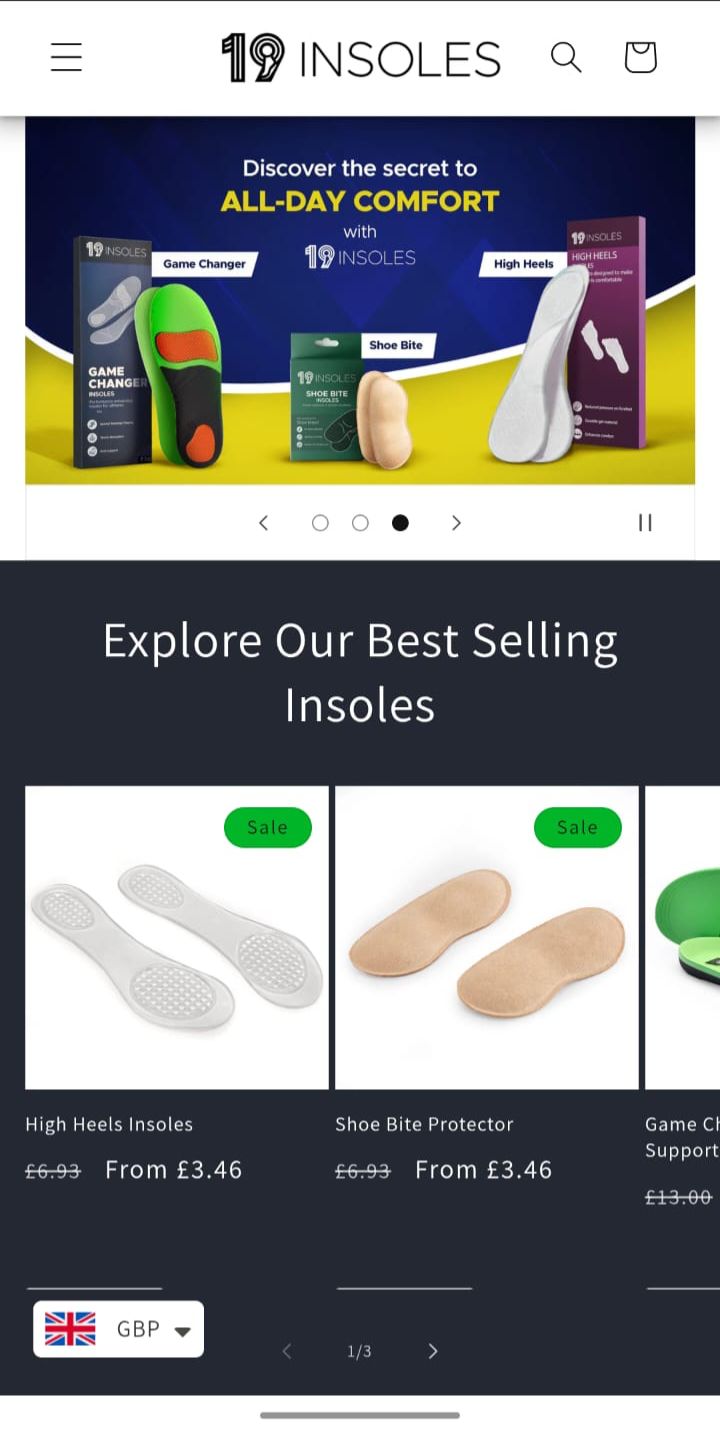 19 INSOLES
Discover the secret to
ALL-DAY COMFORT
with
19 INSOLES
Game Changer
High Heels
Shoe Bite
19 INSOLES
GAME
CHANGER
INSOLES
19 INSOLES
SHOE BITE
INSOLES
19 INSOLES
HIGH HEELS
Explore Our Best Selling
Insoles
Sale
Sale
High Heels Insoles
£6.93 From £3.46
Shoe Bite Protector
£6.93 From £3.46
Game Ch
Support
£13.00
GBP
1/3